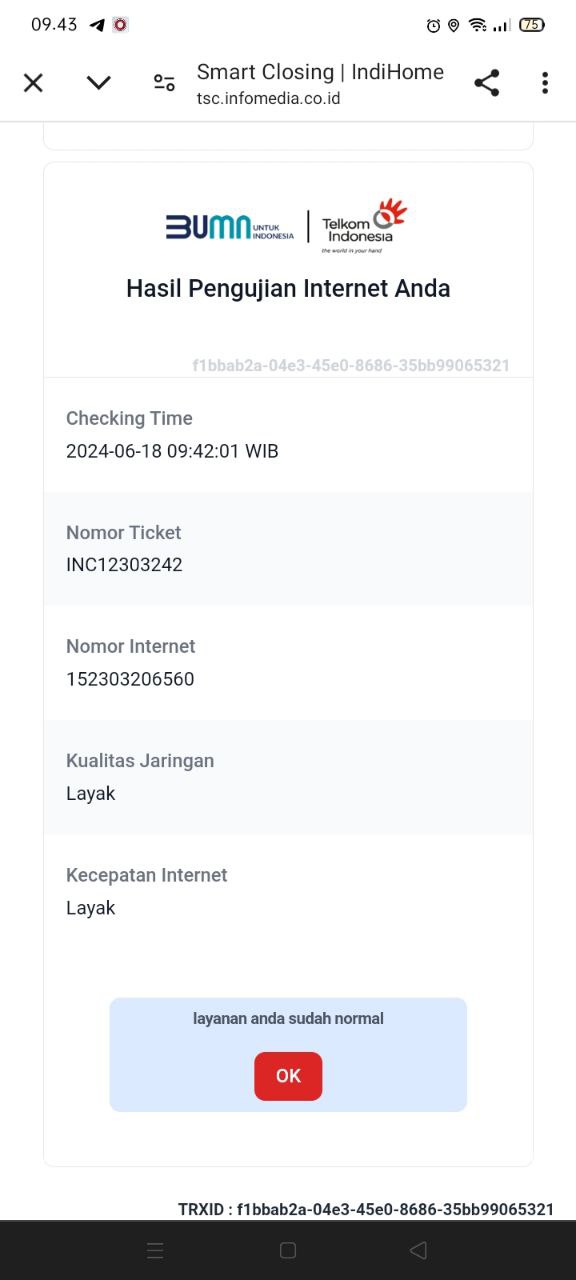 09.43
75
Smart Closing | IndiHome
tsc.infomedia.co.id
BUMN UNTUK INDONESIA
Telkom Indonesia
the world in your hand
Hasil Pengujian Internet Anda
f1bbab2a-04e3-45e0-8686-35bb99065321
Checking Time
2024-06-18 09:42:01 WIB
Nomor Ticket
INC12303242
Nomor Internet
152303206560
Kualitas Jaringan
Layak
Kecepatan Internet
Layak
layanan anda sudah normal
OK
TRXID : f1bbab2a-04e3-45e0-8686-35bb99065321